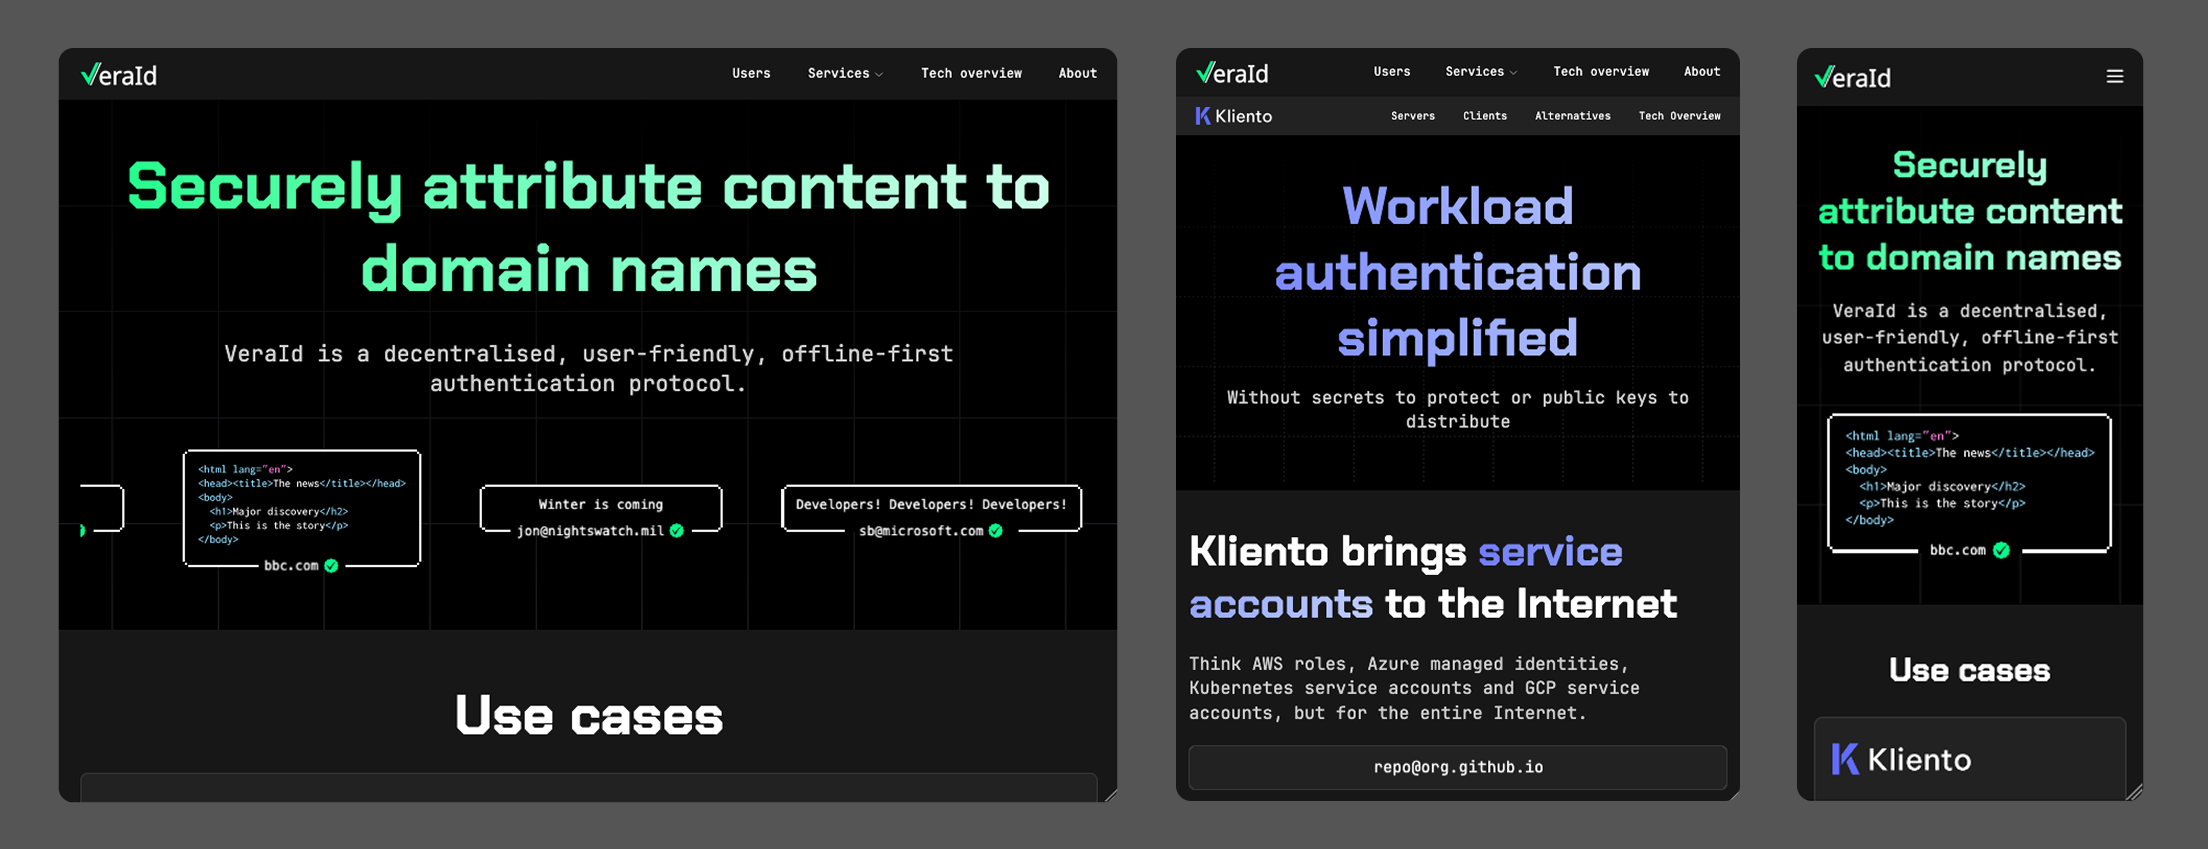 VeraId
Users Services Tech overview About
Securely attribute content to
domain names
VeraId is a decentralised, user-friendly, offline-first
authentication protocol.
<html lang="en">
<head><title>The news</title></head>
<body>
<h1>Major discovery</h2>
<p>This is the story</p>
</body>
bbc.com
Winter is coming
jon@nightswatch.mil
Developers! Developers! Developers!
sb@microsoft.com
Use cases
VeraId
Users Services Tech overview About
Kliento
Servers Clients Alternatives Tech Overview
Workload
authentication
simplified
Without secrets to protect or public keys to
distribute
Kliento brings service
accounts to the Internet
Think AWS roles, Azure managed identities,
Kubernetes service accounts and GCP service
accounts, but for the entire Internet.
repo@org.github.io
VeraId
Securely
attribute content
to domain names
VeraId is a decentralised,
user-friendly, offline-first
authentication protocol.
<html lang="en">
<head><title>The news</title></head>
<body>
<h1>Major discovery</h2>
<p>This is the story</p>
</body>
bbc.com
Use cases
Kliento